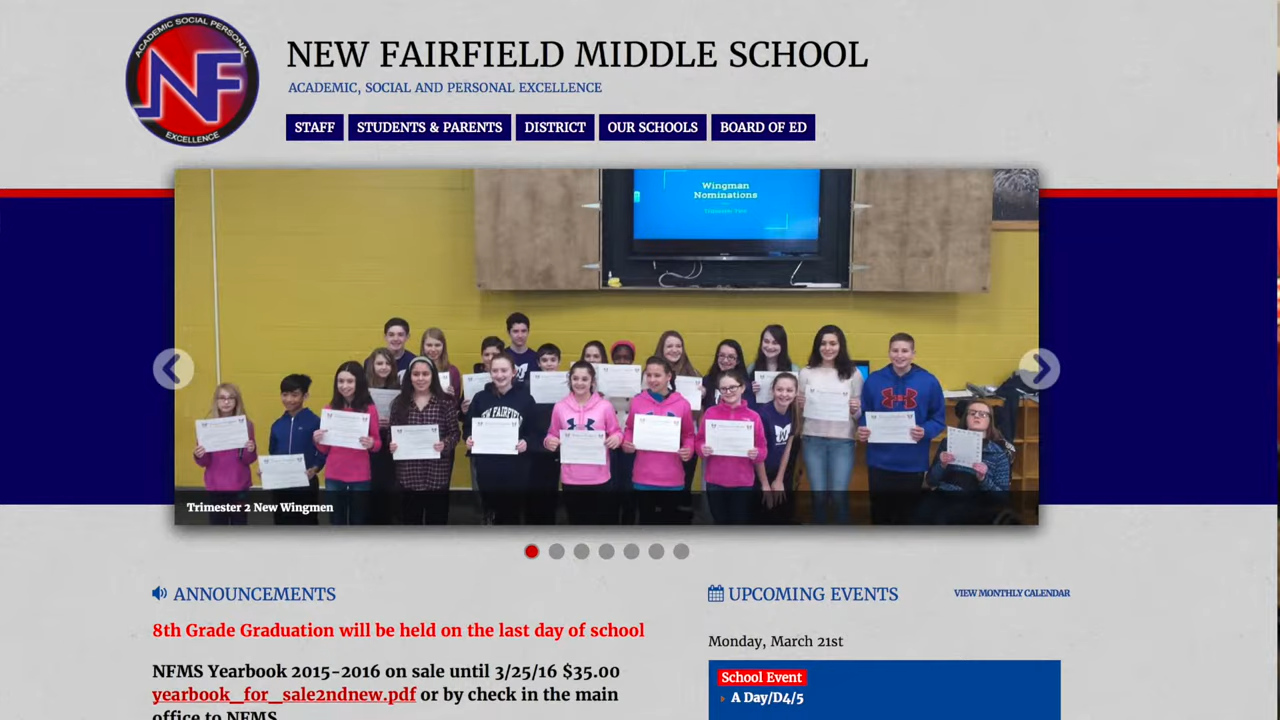 ACADEMIC SOCIAL PERSONAL
NF
EXCELLENCE
NEW FAIRFIELD MIDDLE SCHOOL
ACADEMIC, SOCIAL AND PERSONAL EXCELLENCE
STAFF
STUDENTS & PARENTS
DISTRICT
OUR SCHOOLS
BOARD OF ED
Wingman
Nominations
NEW FAIRFIELD
Trimester 2 New Wingmen
ANNOUNCEMENTS
8th Grade Graduation will be held on the last day of school
NFMS Yearbook 2015-2016 on sale until 3/25/16 $35.00
yearbook_for_sale2ndnew.pdf or by check in the main
office to NFMS
UPCOMING EVENTS
VIEW MONTHLY CALENDAR
Monday, March 21st
School Event
A Day/D4/5